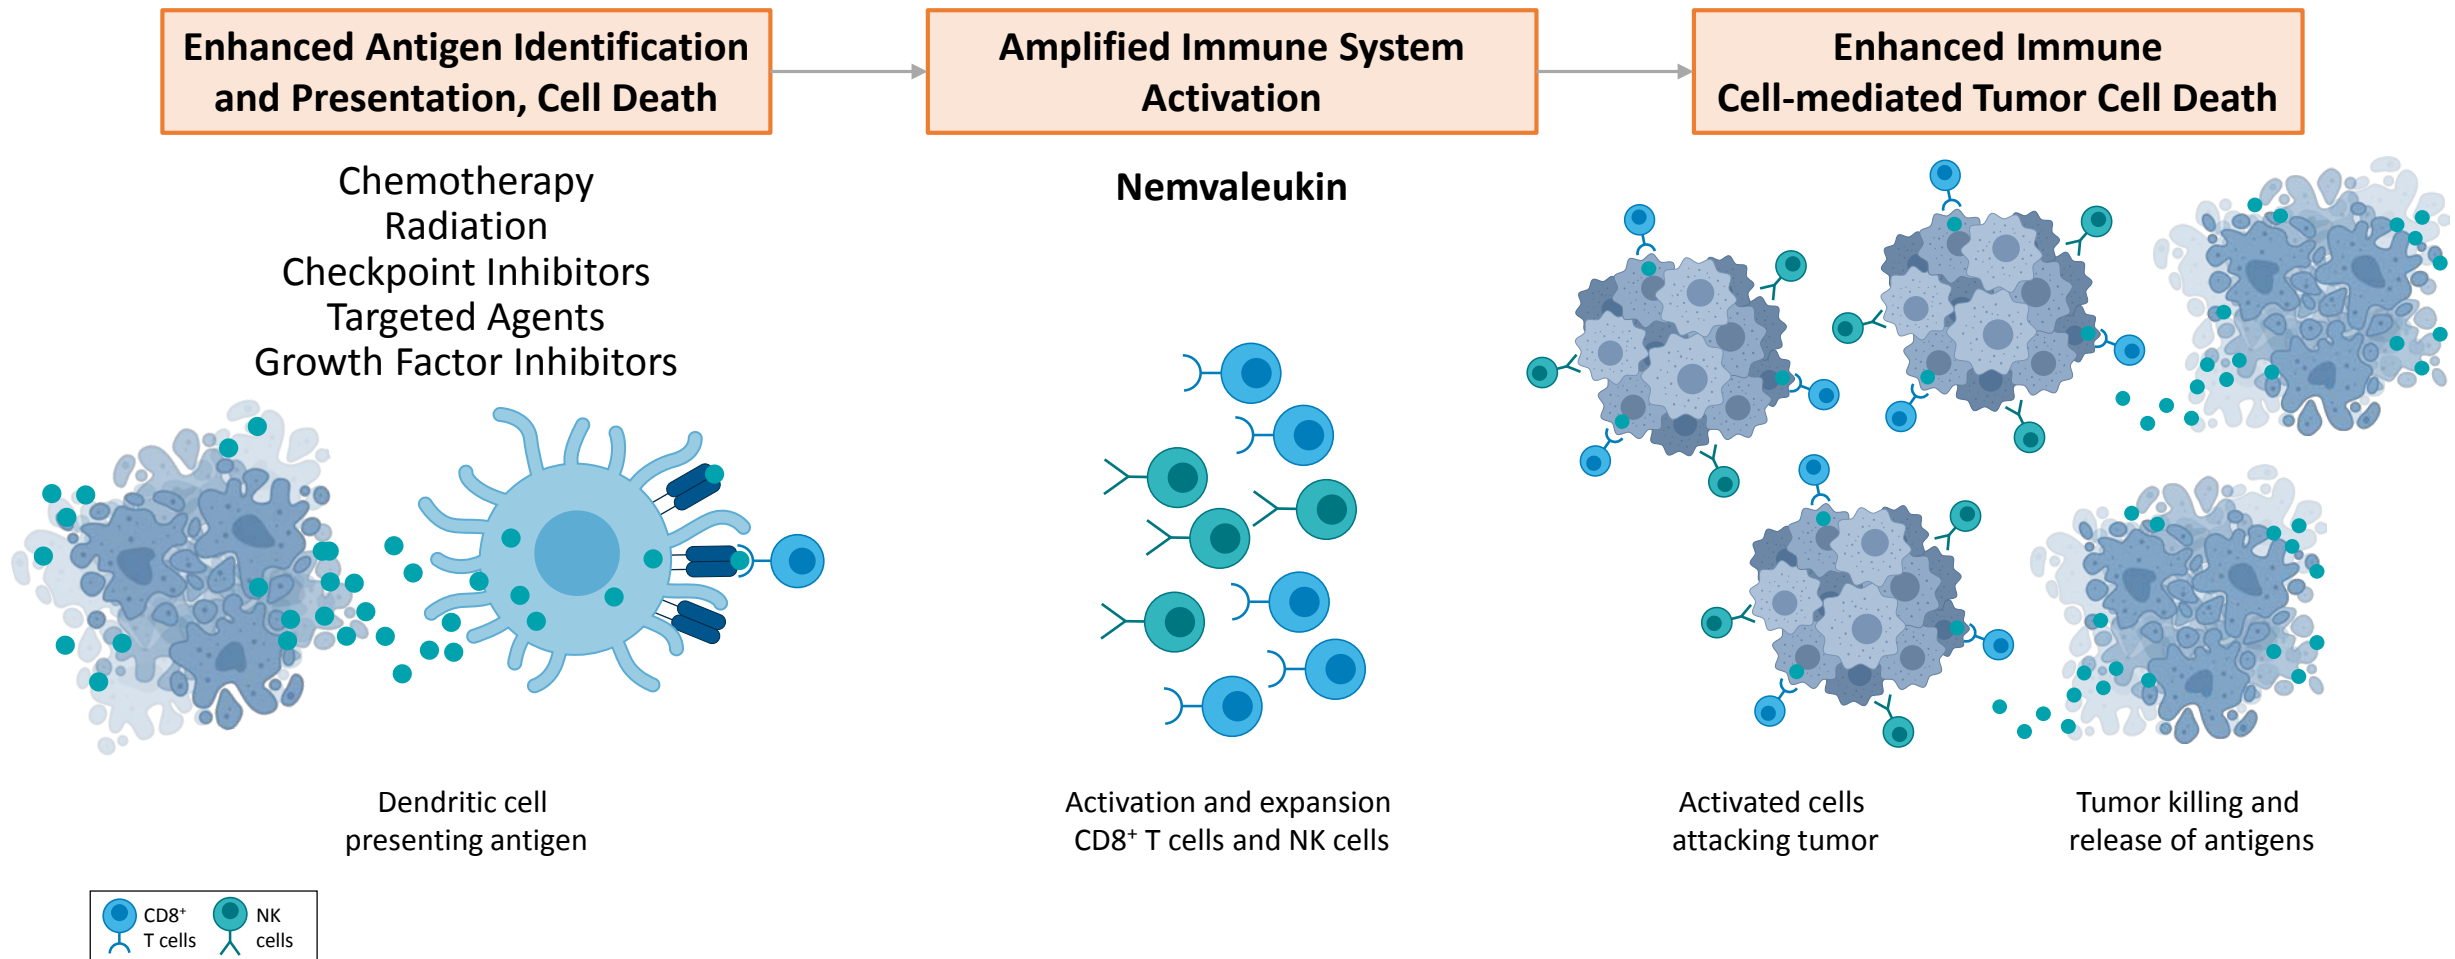 Enhanced Antigen Identification
and Presentation, Cell Death
Amplified Immune System
Activation
Enhanced Immune
Cell-mediated Tumor Cell Death
Chemotherapy
Radiation
Checkpoint Inhibitors
Targeted Agents
Growth Factor Inhibitors
Nemvaleukin
Dendritic cell
presenting antigen
Activation and expansion
CD8⁺ T cells and NK cells
Activated cells
attacking tumor
Tumor killing and
release of antigens
CD8⁺
T cells
NK
cells